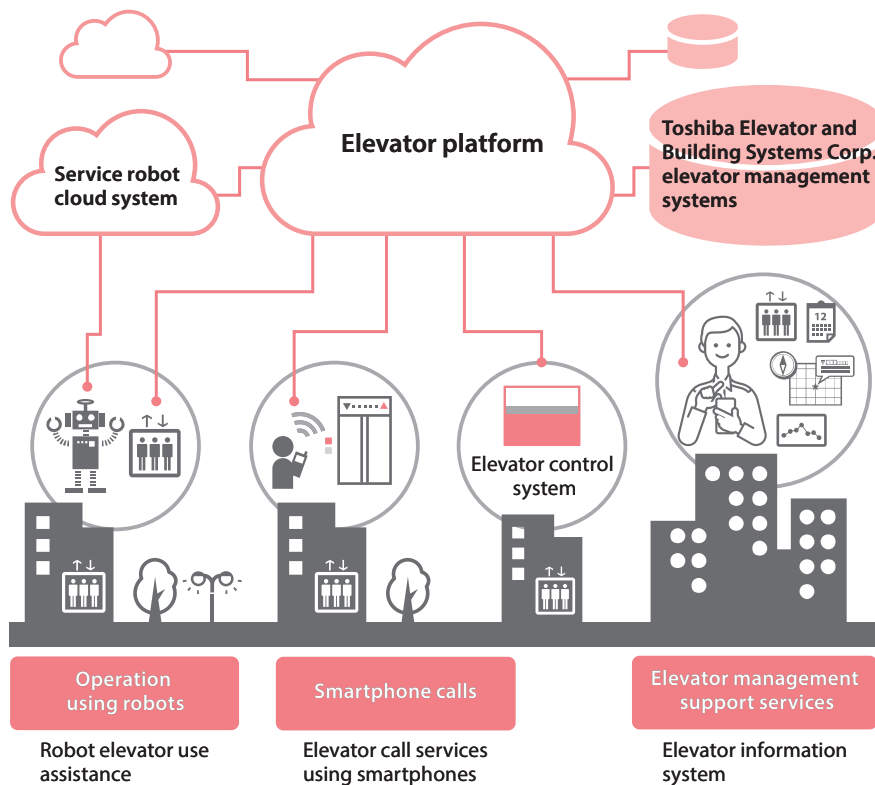 Elevator platform
Service robot
cloud system
Toshiba Elevator and
Building Systems Corp.
elevator management
systems
12
Elevator control
system
Operation
using robots
Smartphone calls
Elevator management
support services
Robot elevator use
assistance
Elevator call services
using smartphones
Elevator information
system